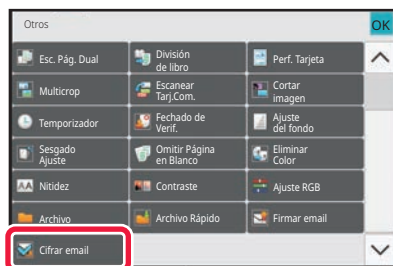 Otros
OK
Esc. Pág. Dual
División
de libro
Perf. Tarjeta
Multicrop
Escanear
Tarj.Com.
Cortar
imagen
Temporizador
Fechado de
Verif.
Ajuste
del fondo
Sesgado
Ajuste
Omitir Página
en Blanco
Eliminar
Color
AA Nitidez
Contraste
Ajuste RGB
Archivo
Archivo Rápido
Firmar email
Cifrar email